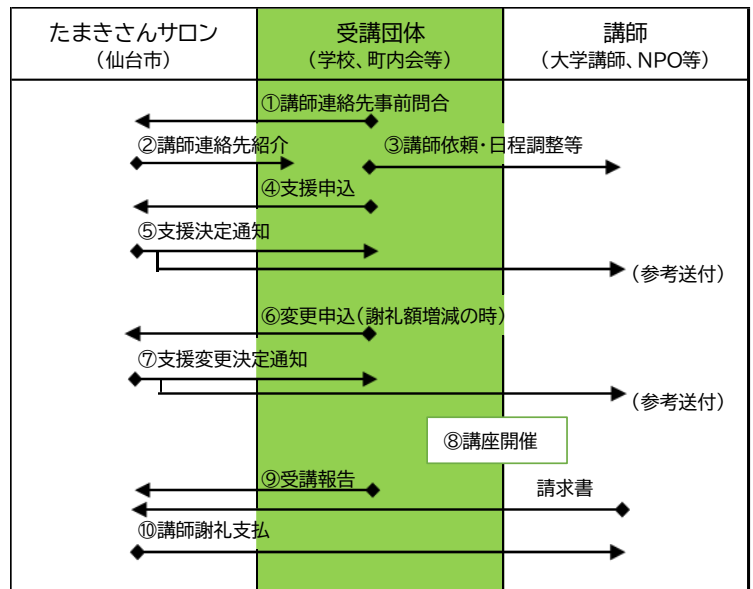 たまきさんサロン
（仙台市）
受講団体
（学校、町内会等）
講師
（大学講師、NPO等）
①講師連絡先事前問合
②講師連絡先紹介
③講師依頼・日程調整等
④支援申込
⑤支援決定通知
（参考送付）
⑥変更申込（謝礼額増減の時）
⑦支援変更決定通知
（参考送付）
⑧講座開催
⑨受講報告
請求書
⑩講師謝礼支払